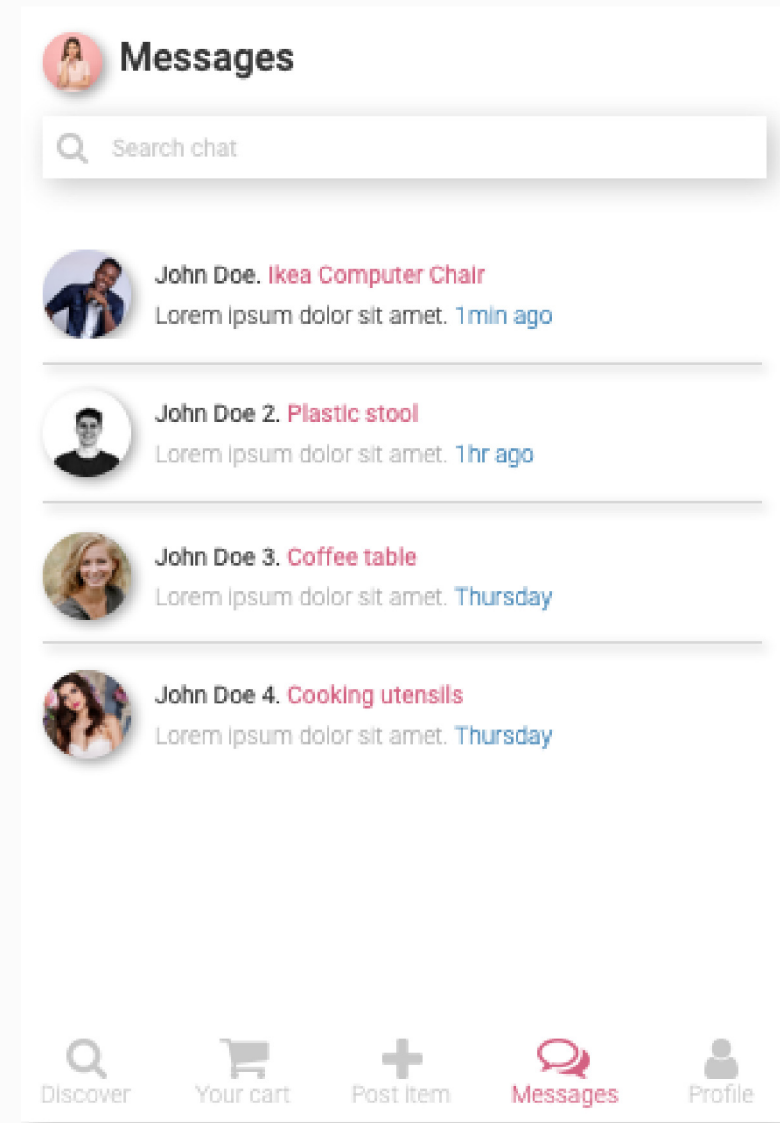 Messages
Search chat
John Doe. Ikea Computer Chair
Lorem ipsum dolor sit amet. 1min ago
John Doe 2. Plastic stool
Lorem ipsum dolor sit amet. 1hr ago
John Doe 3. Coffee table
Lorem ipsum dolor sit amet. Thursday
John Doe 4. Cooking utensils
Lorem ipsum dolor sit amet. Thursday
Discover Your cart Post Item Messages Profile